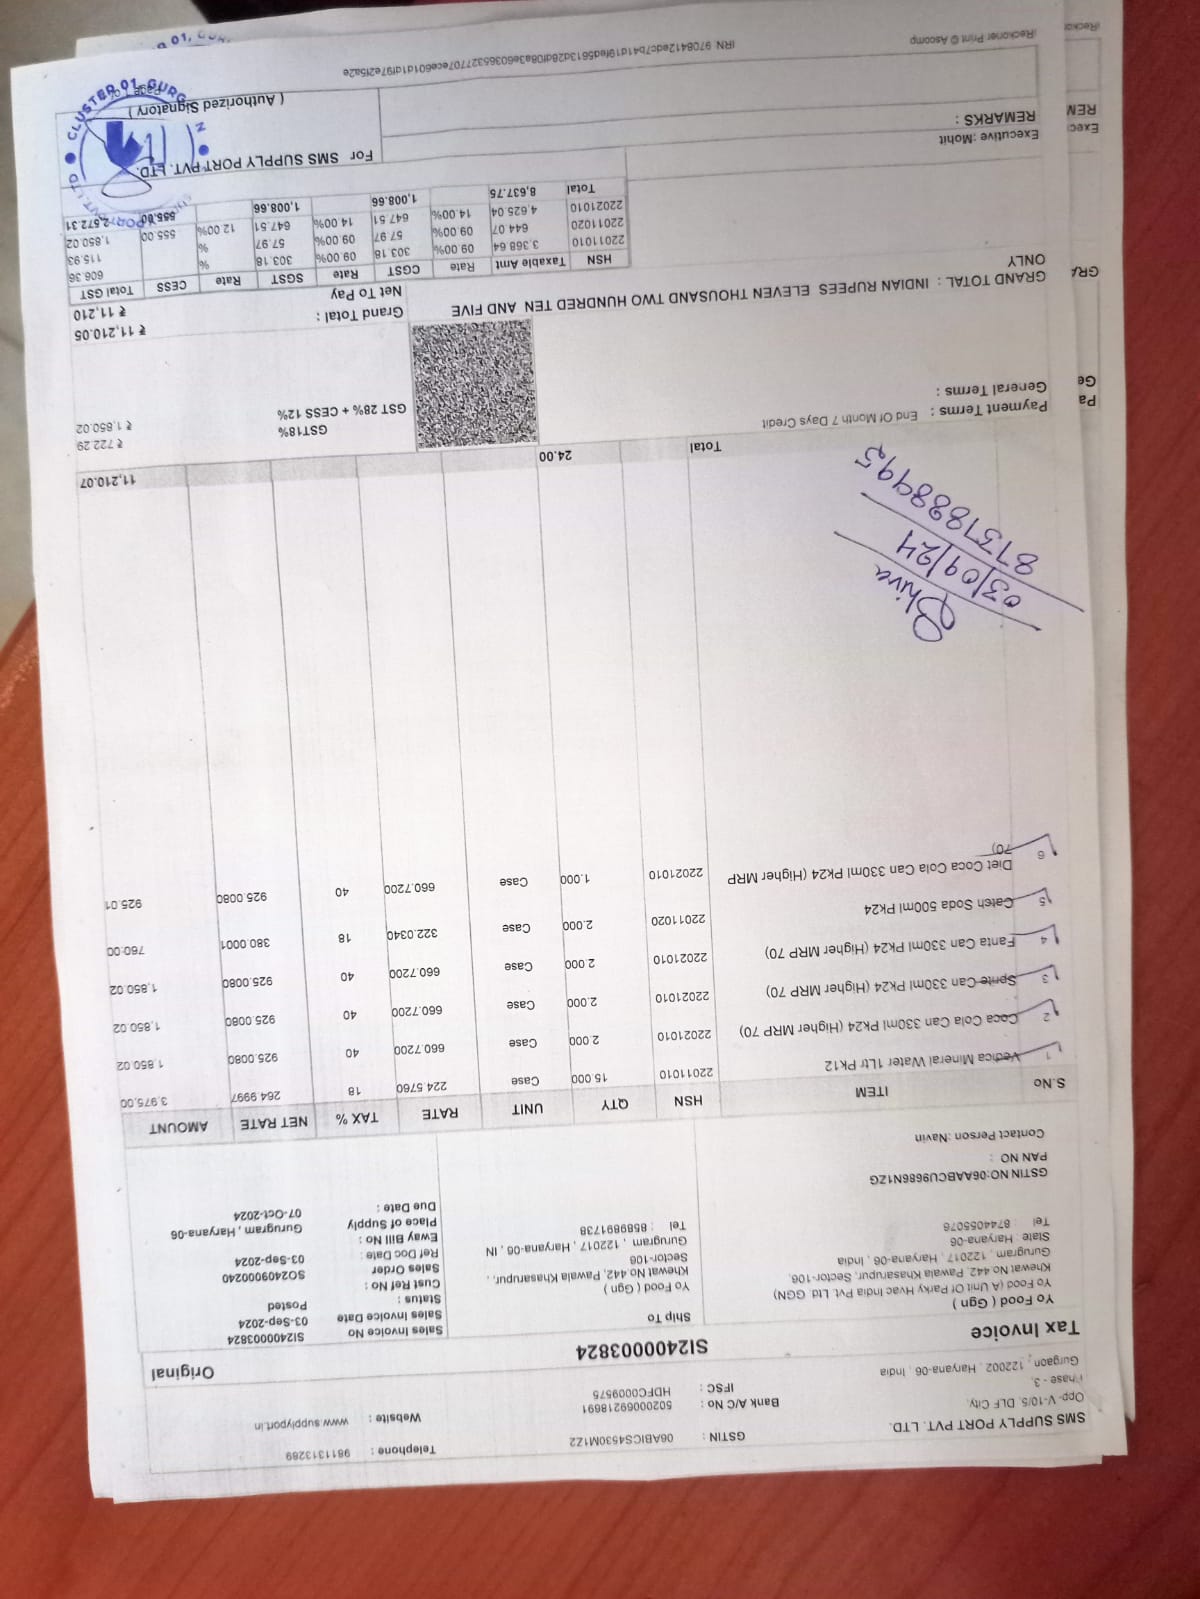 SMS SUPPLY PORT PVT. LTD.
Opp- V-10/5, DLF City,
Phase - 3,
Gurgaon , 122002 , Haryana-06 , India
GSTIN : 06ABICS4530M1Z2
Bank A/C No : 50200069218691
IFSC : HDFC0009575
Telephone : 9811313289
Website : www.supplyport.in
Tax Invoice
SI2400003824
Original
Yo Food ( Ggn )
Yo Food (A Unit Of Parky Hvac India Pvt. Ltd. GGN)
Khewat No 442, Pawala Khasarupur, Sector-106,
Gurugram , 122017 , Haryana-06 , India
State : Haryana-06
Tel : 8744055076
GSTIN NO:06AABCU9686N1ZG
PAN NO :
Contact Person :Navin
Ship To
Yo Food ( Ggn )
Khewat No.442, Pawala Khasarupur, ,
Sector-106
Gurugram , 122017 , Haryana-06 , IN
Tel : 8589891738
Sales Invoice No SI2400003824
Sales Invoice Date 03-Sep-2024
Status : Posted
Cust Ref No :
Sales Order SO2409000240
Ref Doc Date : 03-Sep-2024
Eway Bill No :
Place of Supply Gurugram , Haryana-06
Due Date : 07-Oct-2024
S.No ITEM HSN QTY UNIT RATE TAX % NET RATE AMOUNT
1 Vedica Mineral Water 1Ltr Pk12 22011010 15.000 Case 224.5760 18 264.9997 3,975.00
2 Coca Cola Can 330ml Pk24 (Higher MRP 70) 22021010 2.000 Case 660.7200 40 925.0080 1,850.02
3 Sprite Can 330ml Pk24 (Higher MRP 70) 22021010 2.000 Case 660.7200 40 925.0080 1,850.02
4 Fanta Can 330ml Pk24 (Higher MRP 70) 22021010 2.000 Case 660.7200 40 925.0080 1,850.02
5 Catch Soda 500ml Pk24 22011020 2.000 Case 322.0340 18 380.0001 760.00
6 Diet Coca Cola Can 330ml Pk24 (Higher MRP 22021010 1.000 Case 660.7200 40 925.0080 925.01
70)
Shiva
03/09/24
8737888995
Total 24.00 11,210.07
Payment Terms : End Of Month 7 Days Credit
General Terms :
GST18% ₹ 722.29
GST 28% + CESS 12% ₹ 1,850.02
GRAND TOTAL : INDIAN RUPEES ELEVEN THOUSAND TWO HUNDRED TEN AND FIVE
ONLY
Grand Total : ₹ 11,210.05
Net To Pay ₹ 11,210
HSN Taxable Amt Rate CGST Rate SGST Rate CESS Total GST
22011010 3,368.64 09.00% 303.18 09.00% 303.18 % 606.36
22011020 644.07 09.00% 57.97 09.00% 57.97 % 115.93
22021010 4,625.04 14.00% 647.51 14.00% 647.51 12.00% 555.00 1,850.02
Total 8,637.75 1,008.66 1,008.66 555.00 2,572.31
Executive :Mohit
REMARKS :
For SMS SUPPLY PORT PVT. LTD.
( Authorized Signatory )
CLUSTER 01, GURG
iReckoner Print © Ascomp